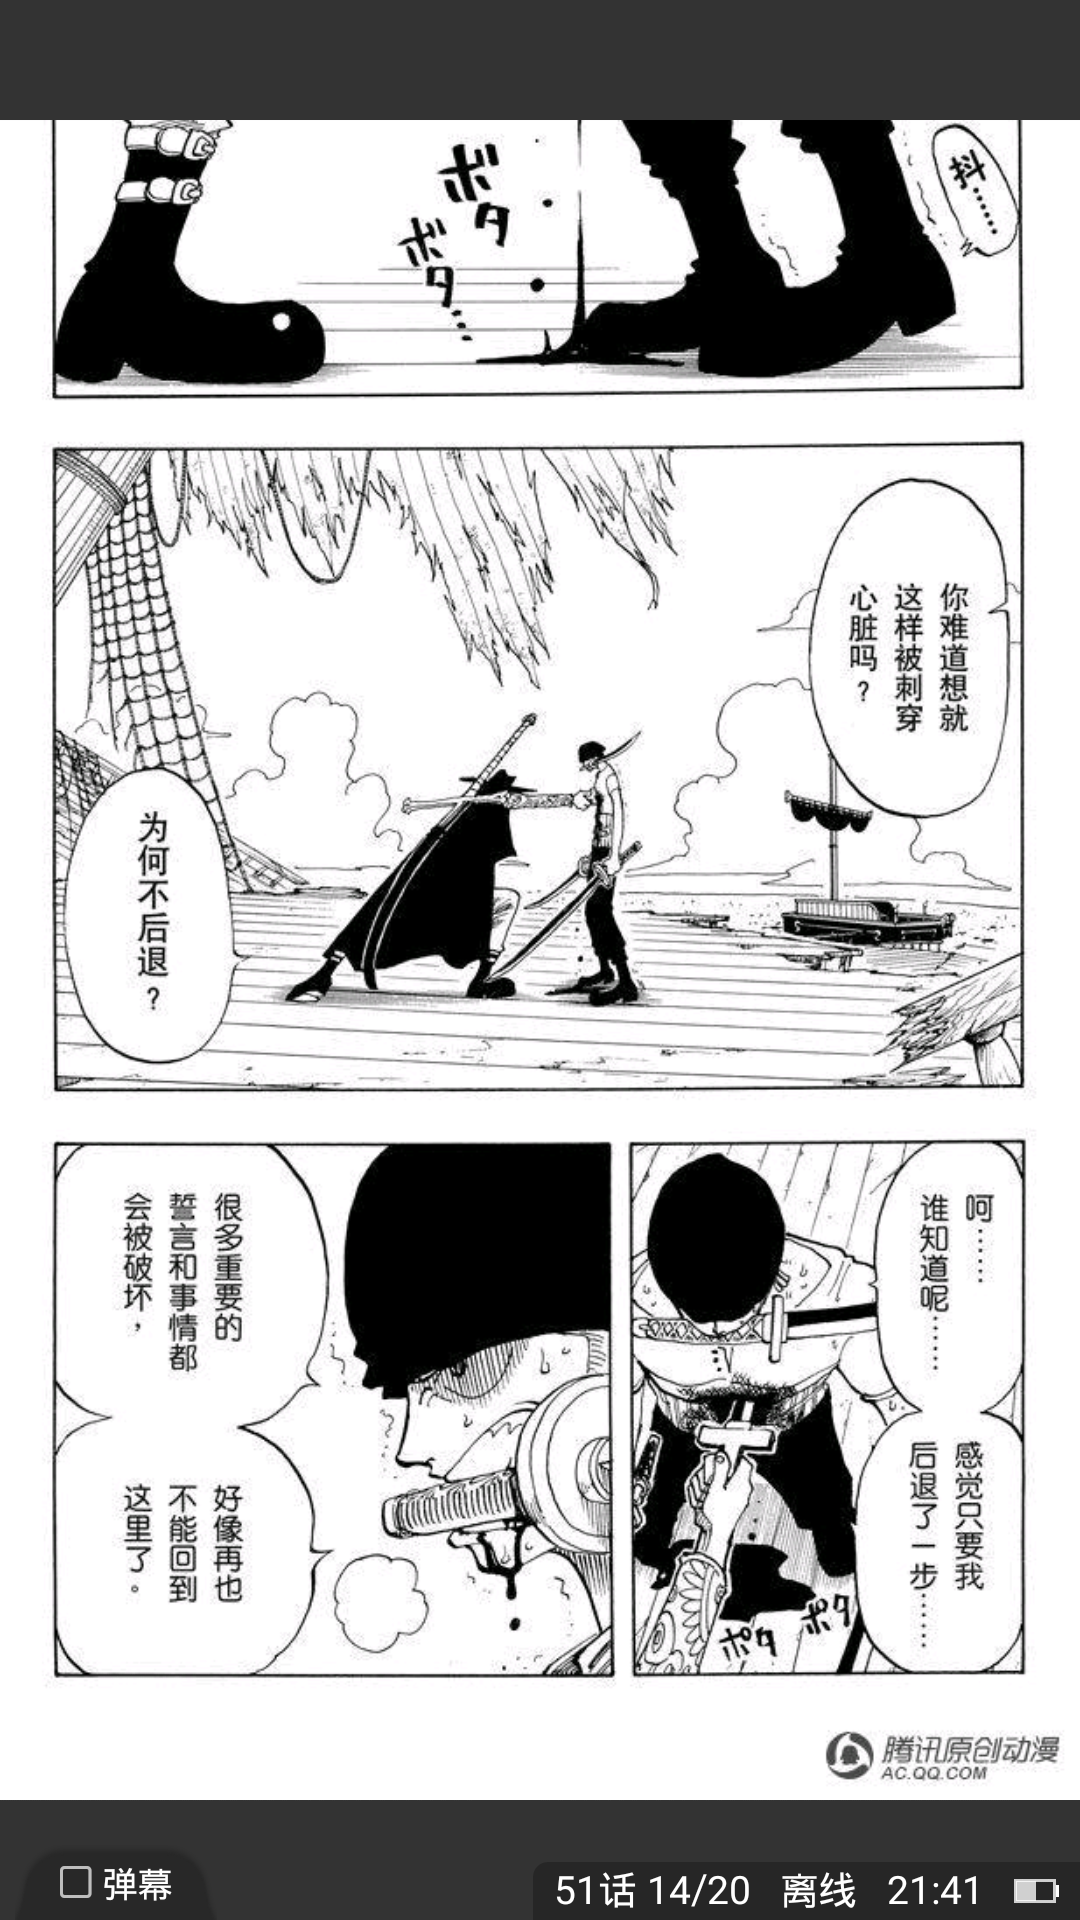 抖……
ボタ
ボタ…
你难道想就
这样被刺穿
心脏吗？
为何不后退？
呵……
谁知道呢……
感觉只要我
后退了一步……
ポタ
ポタ
很多重要的
誓言和事情都
会被破坏，
好像再也
不能回到
这里了。
腾讯原创动漫
AC.QQ.COM
弹幕
51话 14/20 离线 21:41